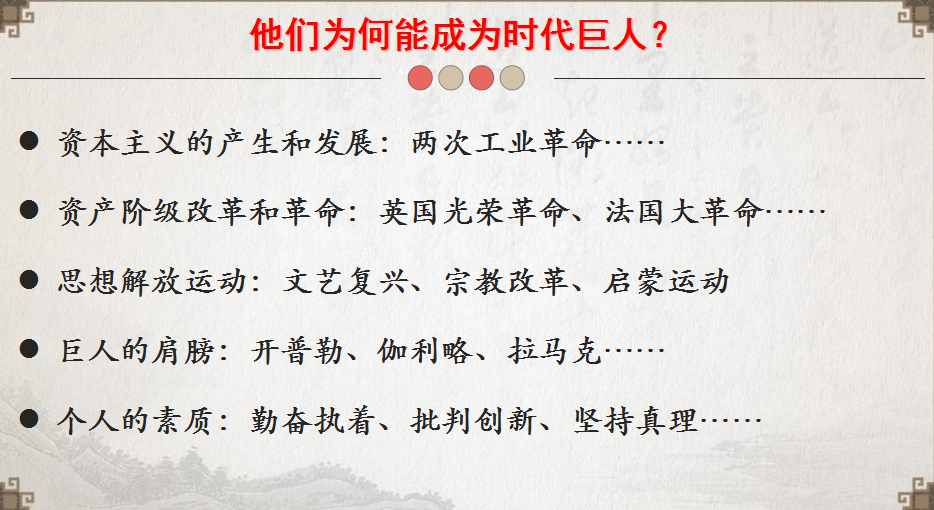 他们为何能成为时代巨人？
● 资本主义的产生和发展：两次工业革命……
● 资产阶级改革和革命：英国光荣革命、法国大革命……
● 思想解放运动：文艺复兴、宗教改革、启蒙运动
● 巨人的肩膀：开普勒、伽利略、拉马克……
● 个人的素质：勤奋执着、批判创新、坚持真理……